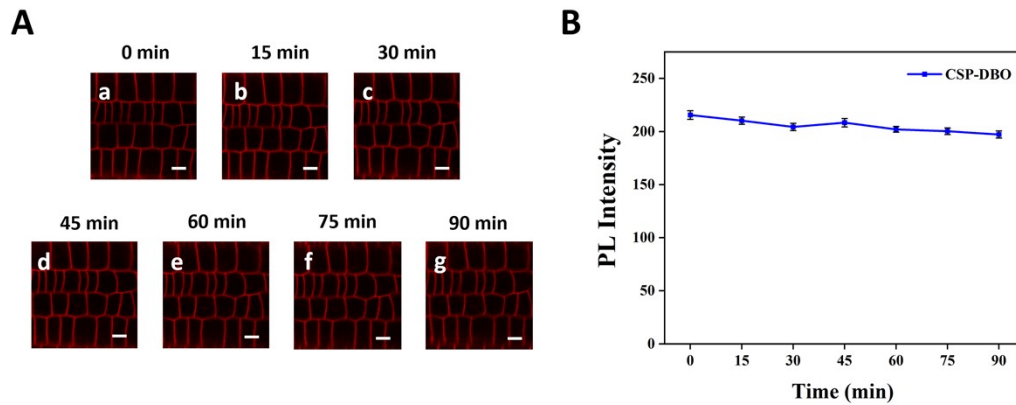 A
0 min 15 min 30 min
a b c
45 min 60 min 75 min 90 min
d e f g
B
CSP-DBO
PL Intensity
250
200
150
100
50
0
0 15 30 45 60 75 90
Time (min)